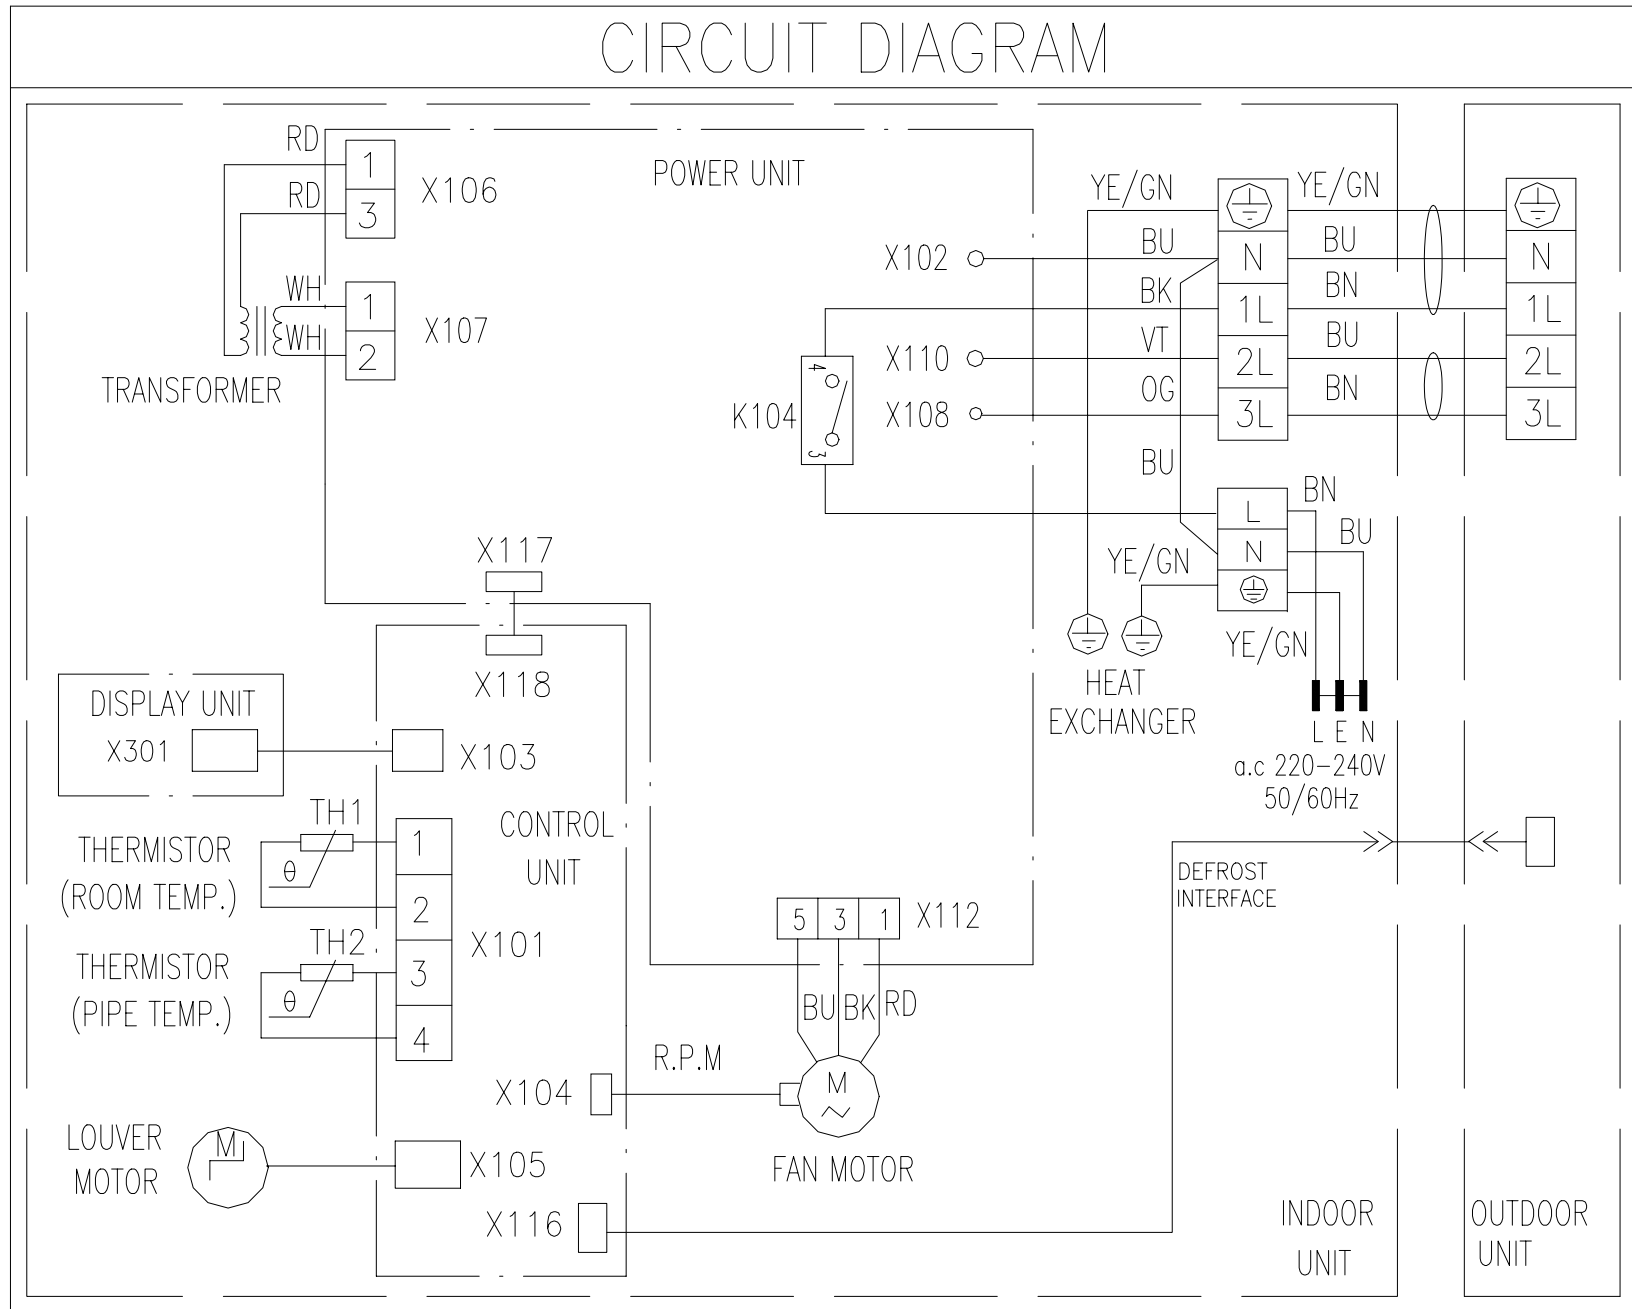 CIRCUIT DIAGRAM
RD
1
X106
RD
3
POWER UNIT
WH
1
X107
WH
2
TRANSFORMER
YE/GN
YE/GN
X102
BU
N
BU
N
BK
1L
BN
1L
X110
VT
2L
BU
2L
K104
4
3
X108
OG
3L
BN
3L
BU
L
BN
N
BU
YE/GN
YE/GN
HEAT
EXCHANGER
L E N
a.c 220-240V
50/60Hz
X117
X118
DISPLAY UNIT
X301
X103
CONTROL
UNIT
TH1
THERMISTOR
(ROOM TEMP.)
θ
1
2
X101
TH2
THERMISTOR
(PIPE TEMP.)
θ
3
4
DEFROST
INTERFACE
5 3 1 X112
BU BK RD
R.P.M
X104
M
FAN MOTOR
LOUVER
MOTOR
M
X105
X116
INDOOR
UNIT
OUTDOOR
UNIT